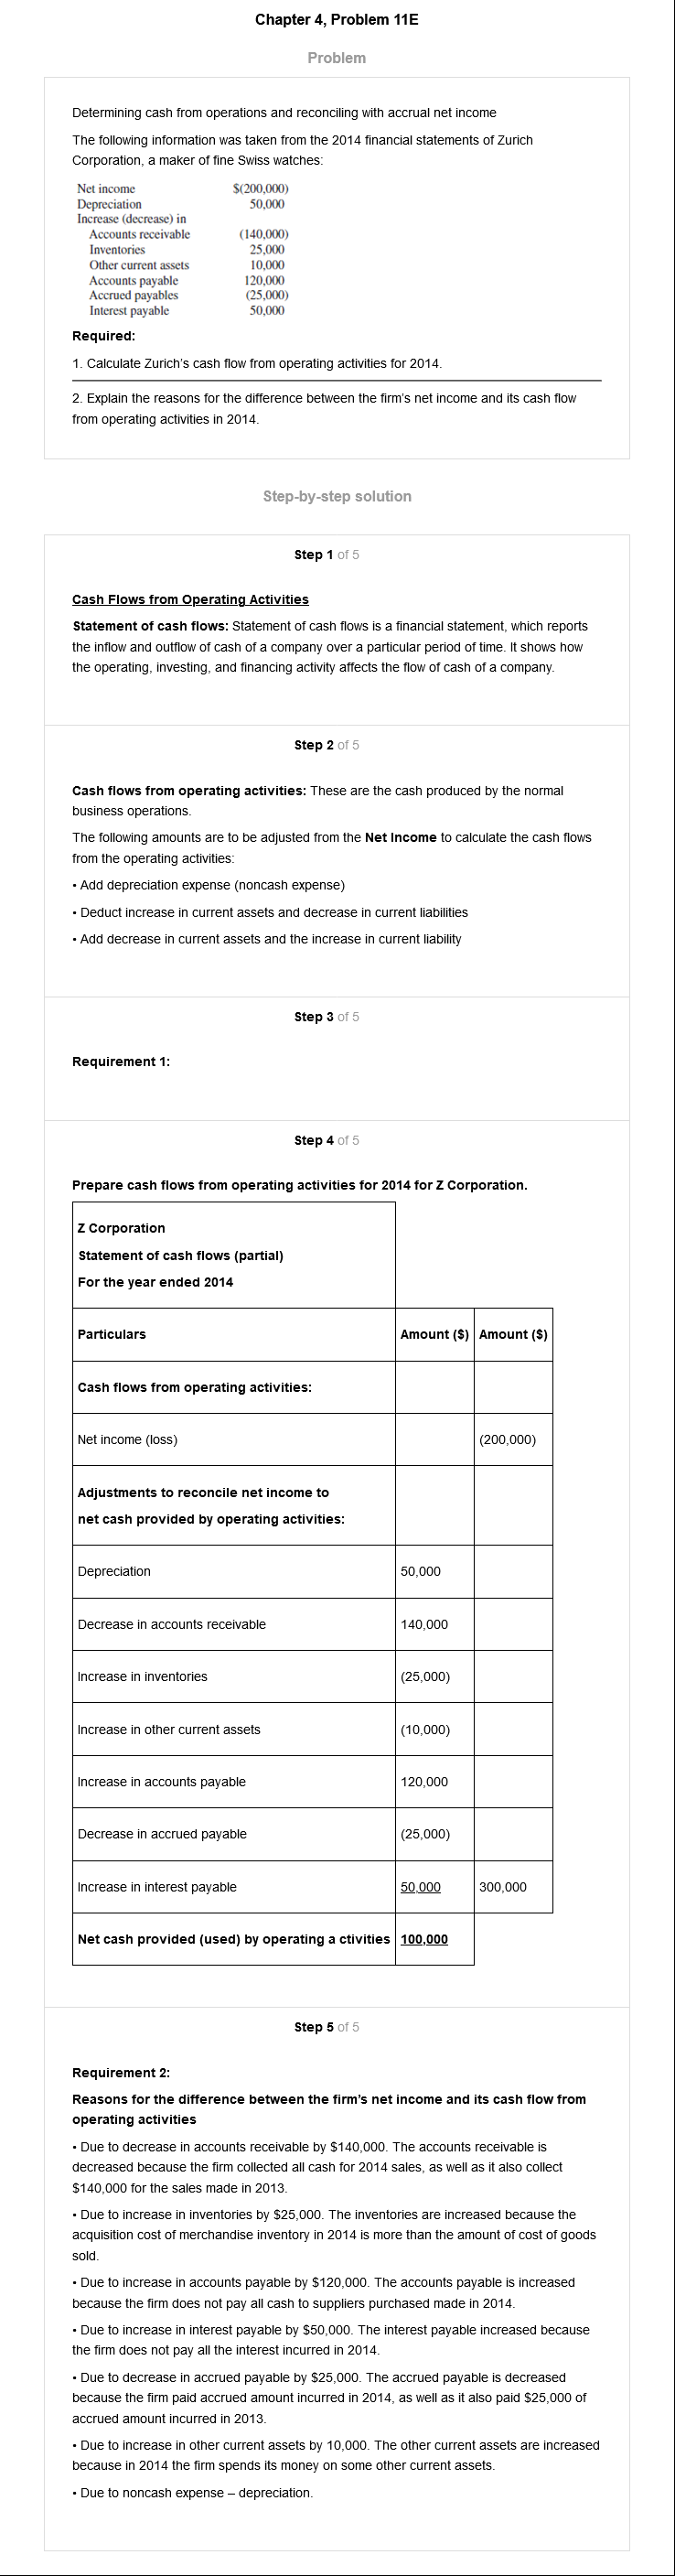 Chapter 4, Problem 11E
Problem
Determining cash from operations and reconciling with accrual net income
The following information was taken from the 2014 financial statements of Zurich
Corporation, a maker of fine Swiss watches:
Net income $(200,000)
Depreciation 50,000
Increase (decrease) in
Accounts receivable (140,000)
Inventories 25,000
Other current assets 10,000
Accounts payable 120,000
Accrued payables (25,000)
Interest payable 50,000
Required:
1. Calculate Zurich's cash flow from operating activities for 2014.
2. Explain the reasons for the difference between the firm's net income and its cash flow
from operating activities in 2014.
Step-by-step solution
Step 1 of 5
Cash Flows from Operating Activities
Statement of cash flows: Statement of cash flows is a financial statement, which reports
the inflow and outflow of cash of a company over a particular period of time. It shows how
the operating, investing, and financing activity affects the flow of cash of a company.
Step 2 of 5
Cash flows from operating activities: These are the cash produced by the normal
business operations.
The following amounts are to be adjusted from the Net Income to calculate the cash flows
from the operating activities:
• Add depreciation expense (noncash expense)
• Deduct increase in current assets and decrease in current liabilities
• Add decrease in current assets and the increase in current liability
Step 3 of 5
Requirement 1:
Step 4 of 5
Prepare cash flows from operating activities for 2014 for Z Corporation.
Z Corporation
Statement of cash flows (partial)
For the year ended 2014
Particulars Amount ($) Amount ($)
Cash flows from operating activities:
Net income (loss) (200,000)
Adjustments to reconcile net income to
net cash provided by operating activities:
Depreciation 50,000
Decrease in accounts receivable 140,000
Increase in inventories (25,000)
Increase in other current assets (10,000)
Increase in accounts payable 120,000
Decrease in accrued payable (25,000)
Increase in interest payable 50,000 300,000
Net cash provided (used) by operating a ctivities 100,000
Step 5 of 5
Requirement 2:
Reasons for the difference between the firm's net income and its cash flow from
operating activities
• Due to decrease in accounts receivable by $140,000. The accounts receivable is
decreased because the firm collected all cash for 2014 sales, as well as it also collect
$140,000 for the sales made in 2013.
• Due to increase in inventories by $25,000. The inventories are increased because the
acquisition cost of merchandise inventory in 2014 is more than the amount of cost of goods
sold.
• Due to increase in accounts payable by $120,000. The accounts payable is increased
because the firm does not pay all cash to suppliers purchased made in 2014.
• Due to increase in interest payable by $50,000. The interest payable increased because
the firm does not pay all the interest incurred in 2014.
• Due to decrease in accrued payable by $25,000. The accrued payable is decreased
because the firm paid accrued amount incurred in 2014, as well as it also paid $25,000 of
accrued amount incurred in 2013.
• Due to increase in other current assets by 10,000. The other current assets are increased
because in 2014 the firm spends its money on some other current assets.
• Due to noncash expense – depreciation.